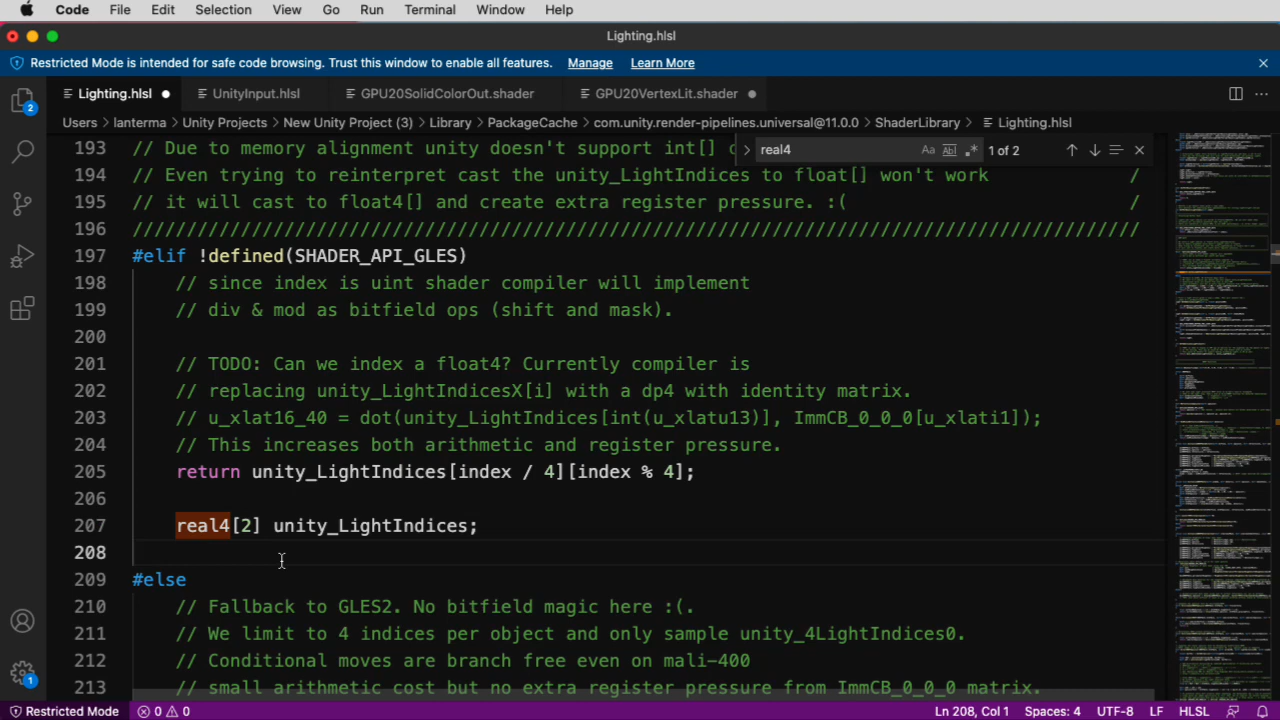 Code File Edit Selection View Go Run Terminal Window Help
Lighting.hlsl
Restricted Mode is intended for safe code browsing. Trust this window to enable all features. Manage Learn More
Lighting.hlsl UnityInput.hlsl GPU20SolidColorOut.shader GPU20VertexLit.shader
Users › lanterma › Unity Projects › New Unity Project (3) › Library › PackageCache › com.unity.render-pipelines.universal@11.0.0 › ShaderLibrary › Lighting.hlsl
real4 Aa ab .* 1 of 2
193 // Due to memory alignment unity doesn't support int[]
194 // Even trying to reinterpret cast the unity_LightIndices to float[] won't work /
195 // it will cast to float4[] and create extra register pressure. :( /
196 ////////////////////////////////////////////////////////////////////////////////////////////
197 #elif !defined(SHADER_API_GLES)
198 // since index is uint shader compiler will implement
199 // div & mod as bitfield ops (shift and mask).
200
201 // TODO: Can we index a float4? Currently compiler is
202 // replacing unity_LightIndicesX[i] with a dp4 with identity matrix.
203 // u_xlat16_40 = dot(unity_LightIndices[int(u_xlatu13)], ImmCB_0_0_0[u_xlati1]);
204 // This increases both arithmetic and register pressure.
205 return unity_LightIndices[index / 4][index % 4];
206
207 real4[2] unity_LightIndices;
208
209 #else
210 // Fallback to GLES2. No bitfield magic here :(.
211 // We limit to 4 indices per object and only sample unity_4LightIndices0.
212 // Conditional moves are branch free even on mali-400
213 // small arithmetic cost but no extra register pressure from ImmCB_0_0_0 matrix.
2
1
Restricted Mode 0 0 Ln 208, Col 1 Spaces: 4 UTF-8 LF HLSL